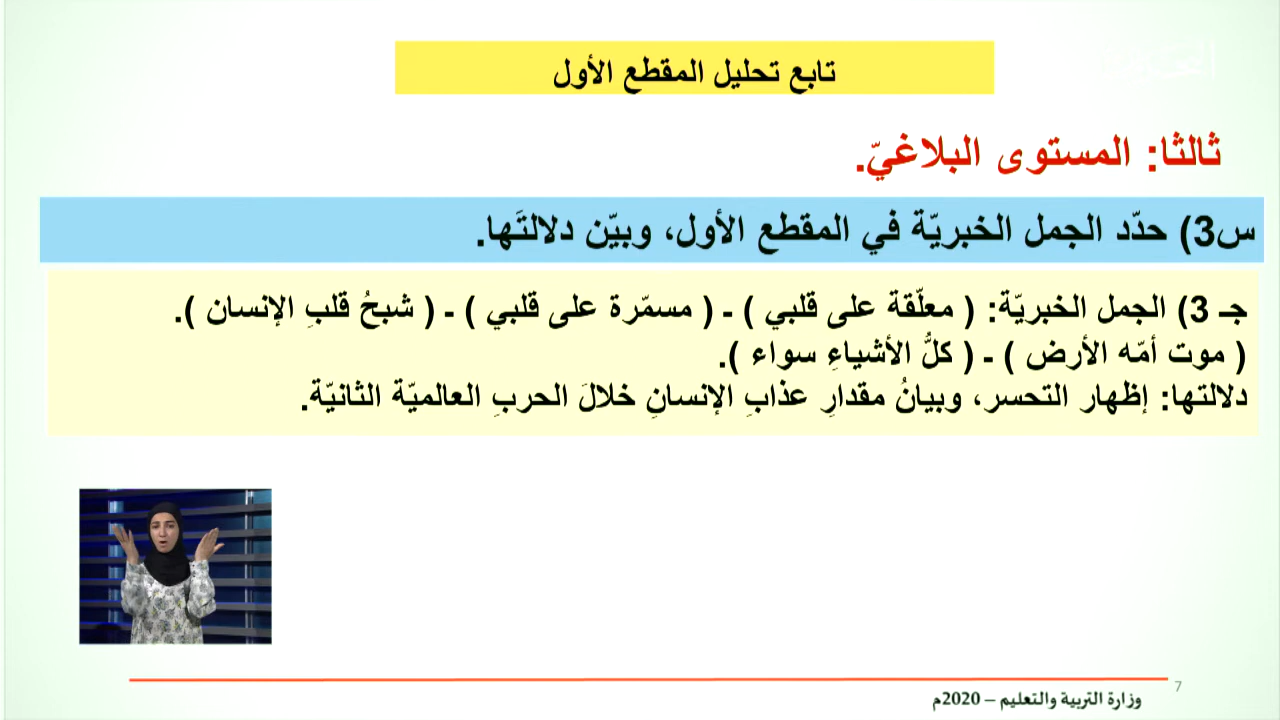 تابع تحليل المقطع الأول
ثالثا: المستوى البلاغيّ.
س3) حدّد الجمل الخبريّة في المقطع الأول، وبيّن دلالتَها.
جـ 3) الجمل الخبريّة: ( معلّقة على قلبي ) ـ ( مسمّرة على قلبي ) ـ ( شبحُ قلبِ الإنسان ).
( موت أمّه الأرض ) ـ ( كلُّ الأشياءِ سواء ).
دلالتها: إظهار التحسر، وبيانُ مقدارِ عذابِ الإنسانِ خلالَ الحربِ العالميّة الثانيّة.
7
وزارة التربية والتعليم – 2020م